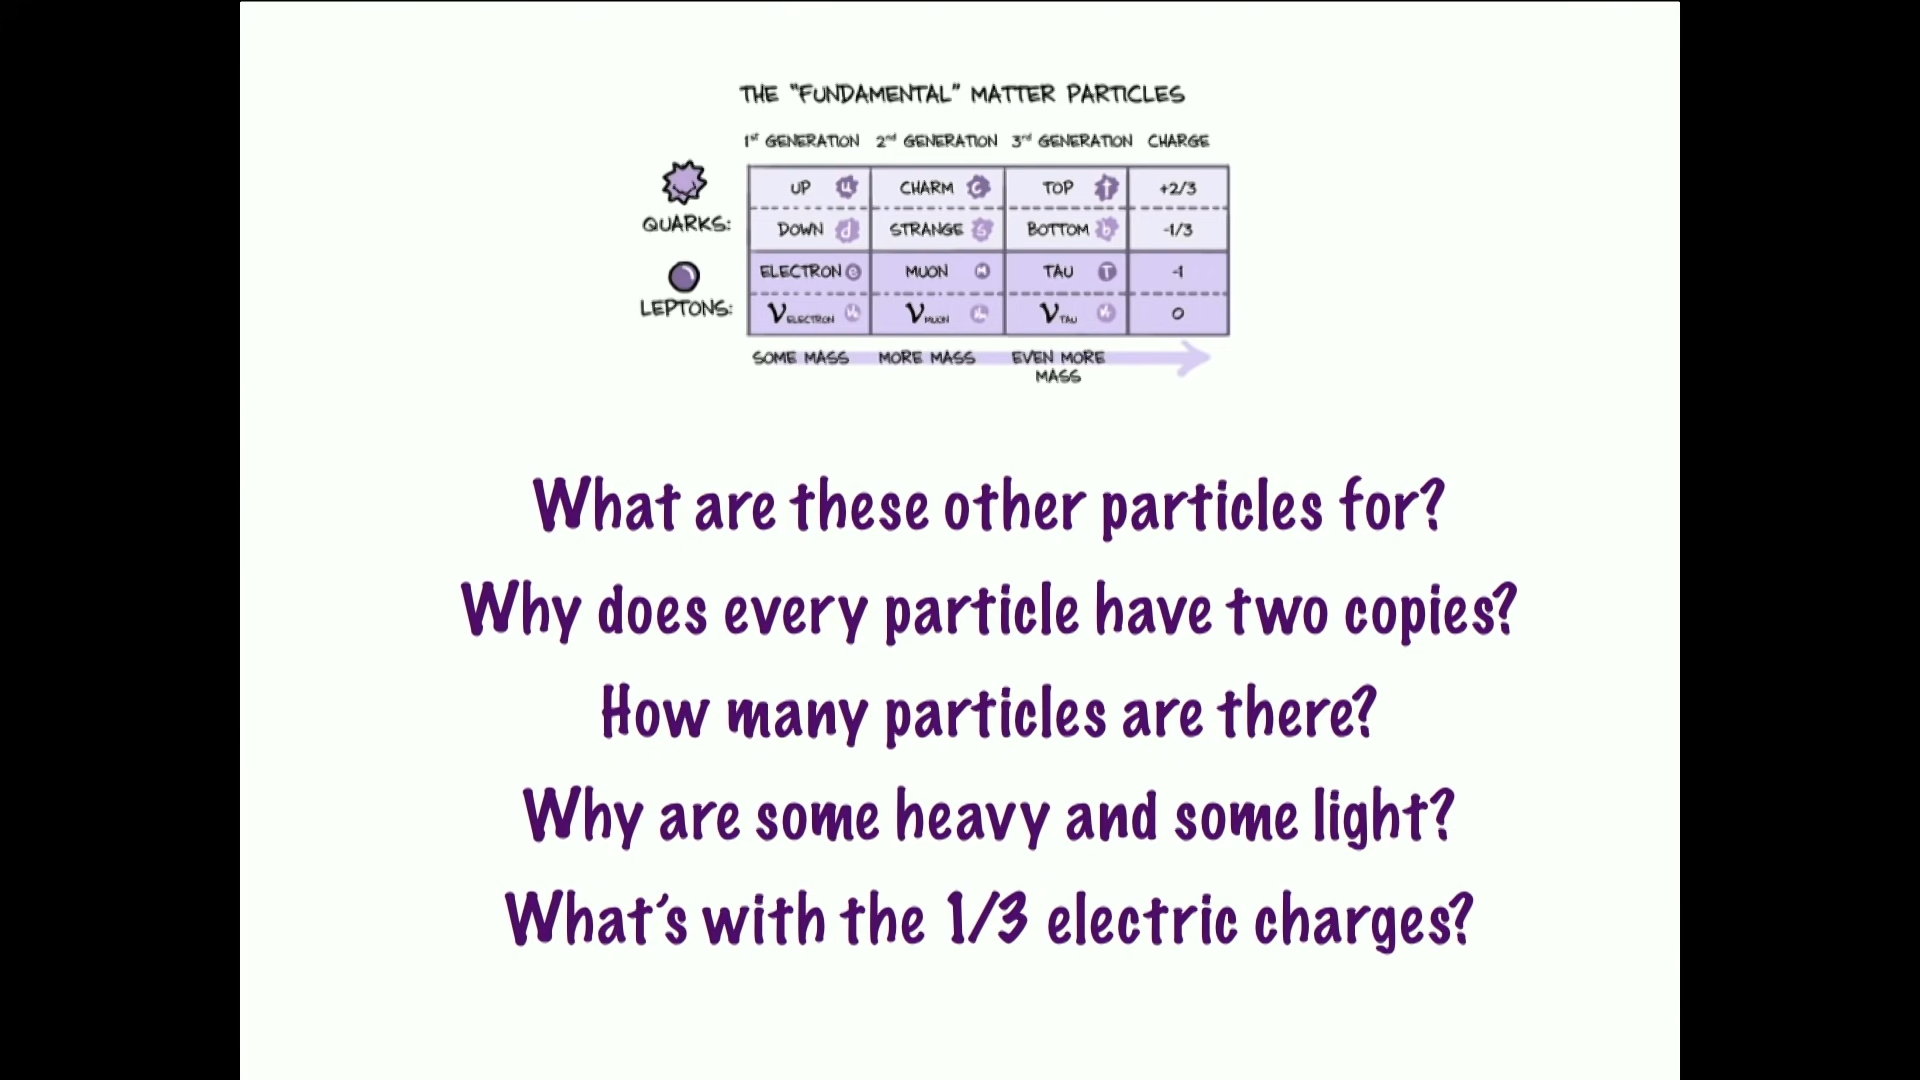 THE "FUNDAMENTAL" MATTER PARTICLES
1st GENERATION 2nd GENERATION 3rd GENERATION CHARGE
UP u CHARM c TOP t +2/3
QUARKS:
DOWN d STRANGE s BOTTOM b -1/3
ELECTRON e MUON TAU T -1
LEPTONS:
V ELECTRON V MUON V TAU 0
SOME MASS MORE MASS EVEN MORE
MASS
What are these other particles for?
Why does every particle have two copies?
How many particles are there?
Why are some heavy and some light?
What's with the 1/3 electric charges?